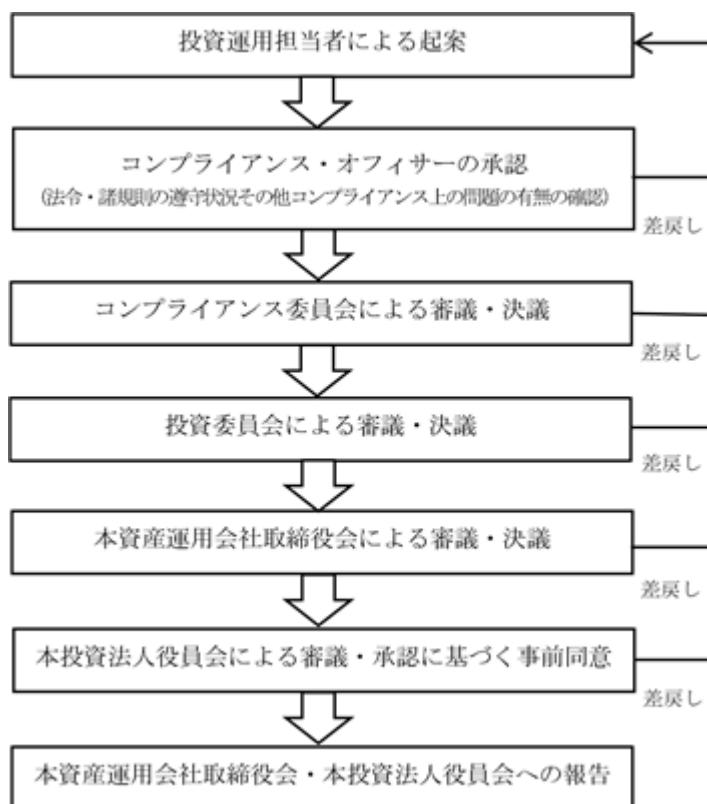 投資運用担当者による起案
コンプライアンス・オフィサーの承認
(法令・諸規則の遵守状況その他コンプライアンス上の問題の有無の確認)
差戻し
コンプライアンス委員会による審議・決議
差戻し
投資委員会による審議・決議
差戻し
本資産運用会社取締役会による審議・決議
差戻し
本投資法人役員会による審議・承認に基づく事前同意
差戻し
本資産運用会社取締役会・本投資法人役員会への報告